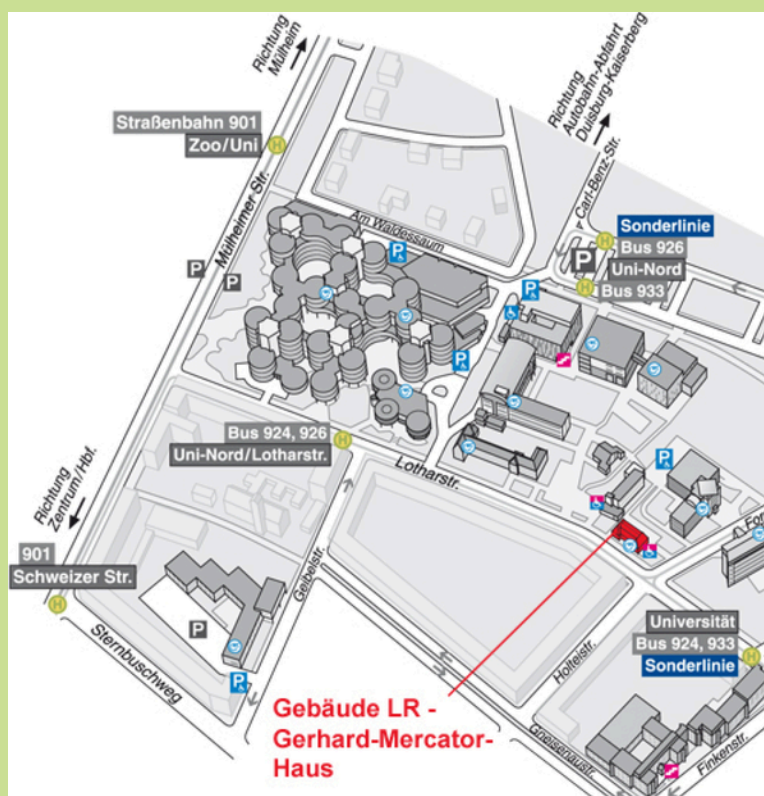 Richtung
Mülheim
Straßenbahn 901
H
Zoo/Uni
Mülheimer Str.
Richtung
Autobahn-Abfahrt
Duisburg-Kaiserberg
Carl-Benz-Str.
Am Waldessaum
Sonderlinie
H
Bus 926
P
Uni-Nord
H
Bus 933
P
P
P
P
P
Bus 924, 926
H
Uni-Nord/Lotharstr.
Lotharstr.
P
Richtung
Zentrum/Hbf.
901
Schweizer Str.
H
Sternbuschweg
P
P
Geibelstr.
Holteistr.
Universität
Bus 924, 933
H
Sonderlinie
Gneisenaustr.
Finkenstr.
Gebäude LR -
Gerhard-Mercator-
Haus